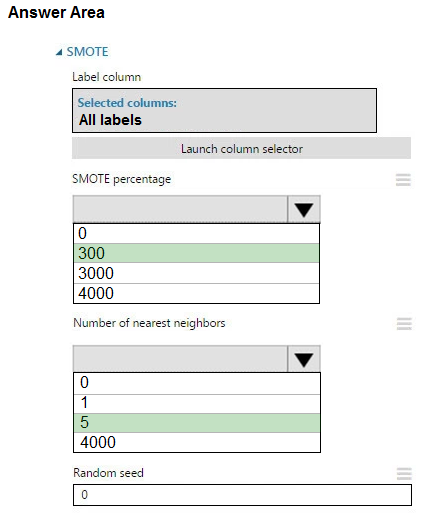 Answer Area
SMOTE
Label column
Selected columns:
All labels
Launch column selector
SMOTE percentage
0
300
3000
4000
Number of nearest neighbors
0
1
5
4000
Random seed
0